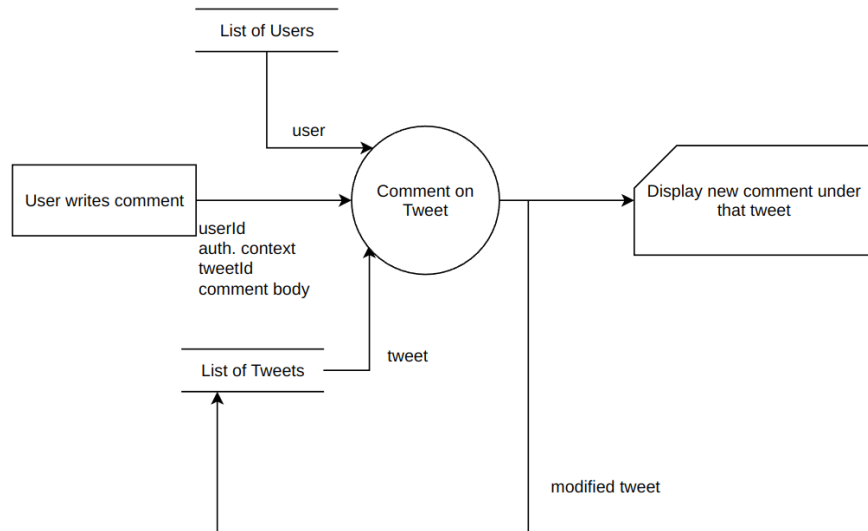 List of Users
user
User writes comment
Comment on
Tweet
Display new comment under
that tweet
userId
auth. context
tweetId
comment body
List of Tweets
tweet
modified tweet